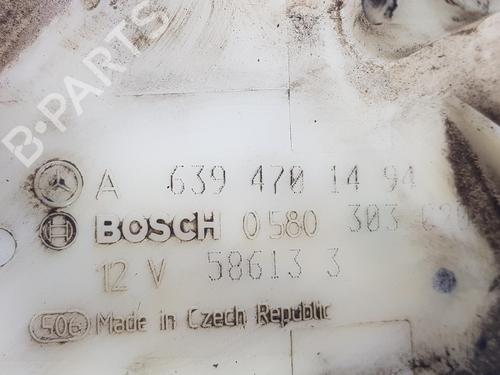 B-PARTS
A 639 470 14 94
BOSCH 0 580 303
12 V 58613 3
506 Made in Czech Republic